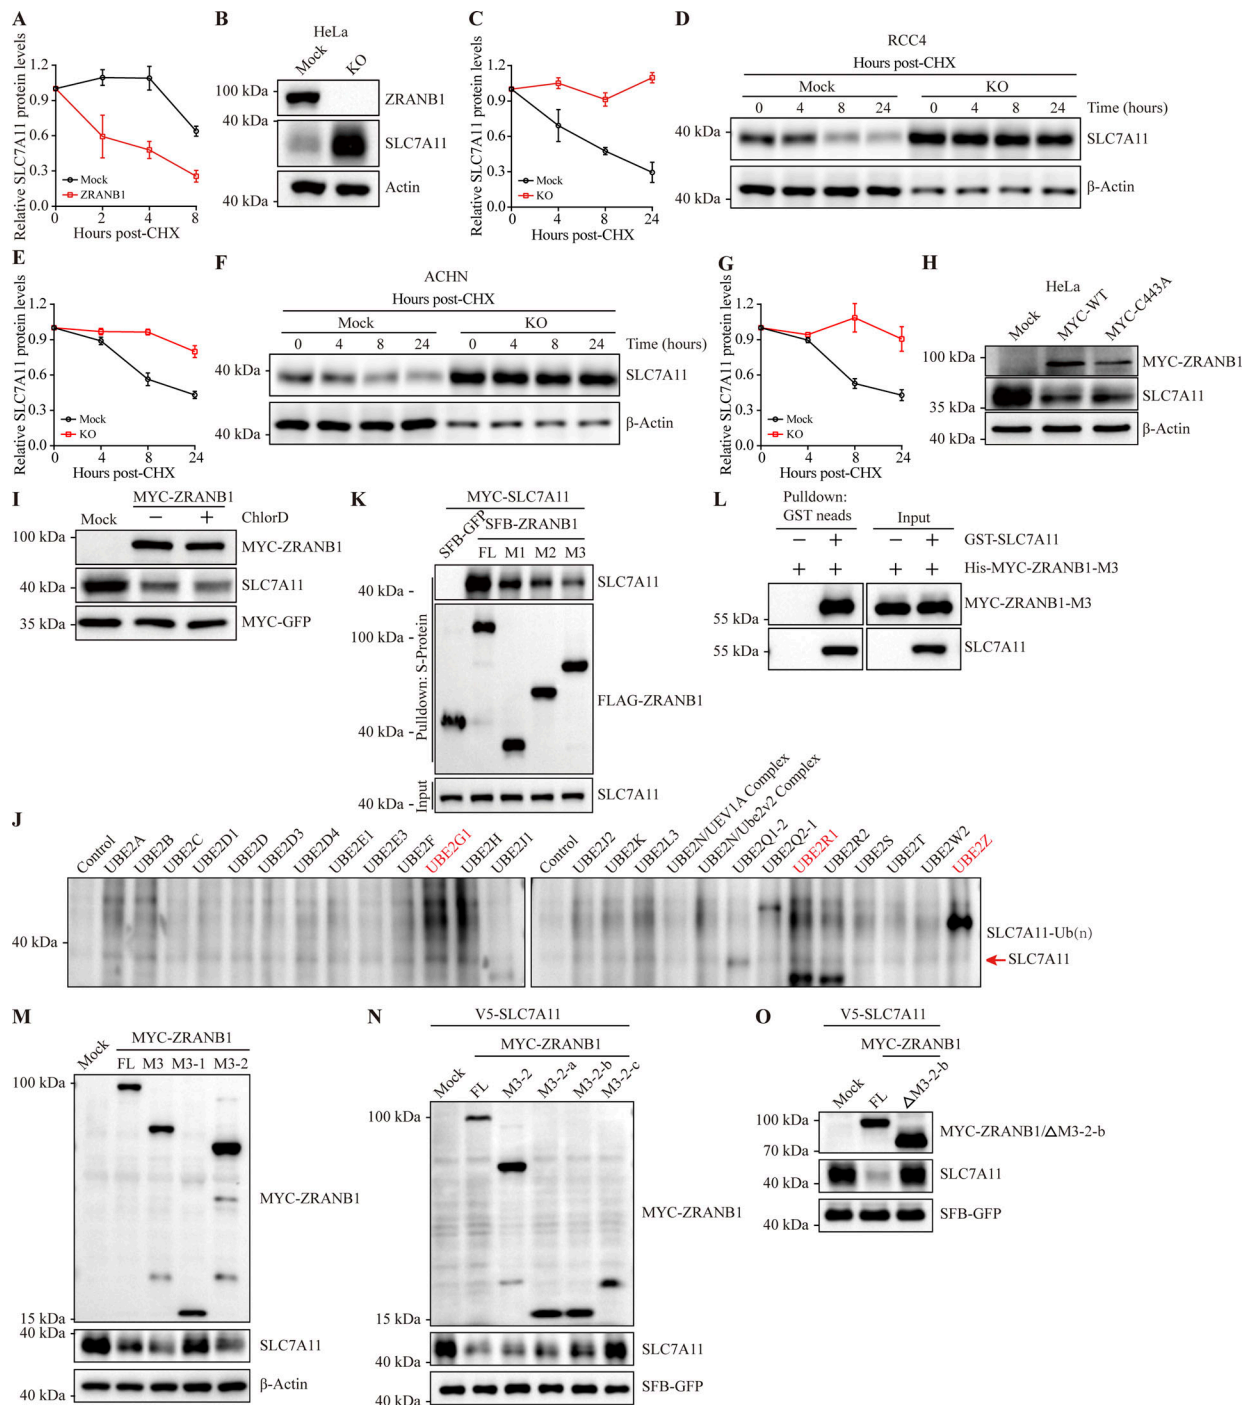 A
Relative SLC7A11 protein levels
1.2
0.9
0.6
0.3
0.0
Mock
ZRANB1
0 2 4 8
Hours post-CHX
B
HeLa
Mock KO
100 kDa
ZRANB1
40 kDa
SLC7A11
Actin
40 kDa
C
Relative SLC7A11 protein levels
1.2
0.9
0.6
0.3
0.0
Mock
KO
0 4 8 24
Hours post-CHX
D
RCC4
Hours post-CHX
Mock KO
0 4 8 24 0 4 8 24 Time (hours)
40 kDa SLC7A11
40 kDa β-Actin
E
Relative SLC7A11 protein levels
1.2
0.9
0.6
0.3
0.0
Mock
KO
0 4 8 24
Hours post-CHX
F
ACHN
Hours post-CHX
Mock KO
0 4 8 24 0 4 8 24 Time (hours)
40 kDa SLC7A11
40 kDa β-Actin
G
Relative SLC7A11 protein levels
1.2
0.9
0.6
0.3
0.0
Mock
KO
0 4 8 24
Hours post-CHX
H
HeLa
Mock MYC-WT MYC-C443A
100 kDa MYC-ZRANB1
SLC7A11
35 kDa
β-Actin
40 kDa
I
MYC-ZRANB1
Mock − + ChlorD
100 kDa MYC-ZRANB1
40 kDa SLC7A11
35 kDa MYC-GFP
K
MYC-SLC7A11
SFB-ZRANB1
SFB-GFP FL M1 M2 M3
Pulldown: S-Protein
40 kDa SLC7A11
100 kDa
FLAG-ZRANB1
40 kDa
Input
40 kDa SLC7A11
L
Pulldown:
GST neads Input
− + − + GST-SLC7A11
+ + + + His-MYC-ZRANB1-M3
55 kDa MYC-ZRANB1-M3
55 kDa SLC7A11
J
Control UBE2A UBE2B UBE2C UBE2D1 UBE2D UBE2D3 UBE2D4 UBE2E1 UBE2E3 UBE2F UBE2G1 UBE2H UBE2J1
Control UBE2J2 UBE2K UBE2L3 UBE2N/UEV1A Complex UBE2N/Ube2v2 Complex UBE2Q1-2 UBE2Q2-1 UBE2R1 UBE2R2 UBE2S UBE2T UBE2W2 UBE2Z
40 kDa
SLC7A11-Ub(n)
SLC7A11
M
MYC-ZRANB1
Mock FL M3 M3-1 M3-2
100 kDa
MYC-ZRANB1
15 kDa
40 kDa
SLC7A11
β-Actin
40 kDa
N
V5-SLC7A11
MYC-ZRANB1
Mock FL M3-2 M3-2-a M3-2-b M3-2-c
100 kDa
MYC-ZRANB1
15 kDa
SLC7A11
40 kDa
SFB-GFP
40 kDa
O
V5-SLC7A11
MYC-ZRANB1
Mock FL △M3-2-b
100 kDa
MYC-ZRANB1/△M3-2-b
70 kDa
SLC7A11
40 kDa
SFB-GFP
40 kDa